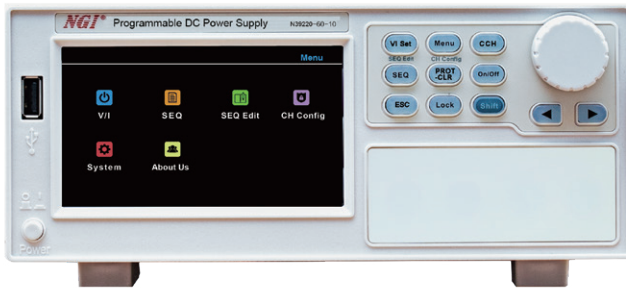 NGI® Programmable DC Power Supply N39220-60-10
Menu
V/I SEQ SEQ Edit CH Config
System About Us
Power
VI Set Menu CCH
SEQ Edit CH Config
SEQ PROT -CLR On/Off
ESC Lock Shift